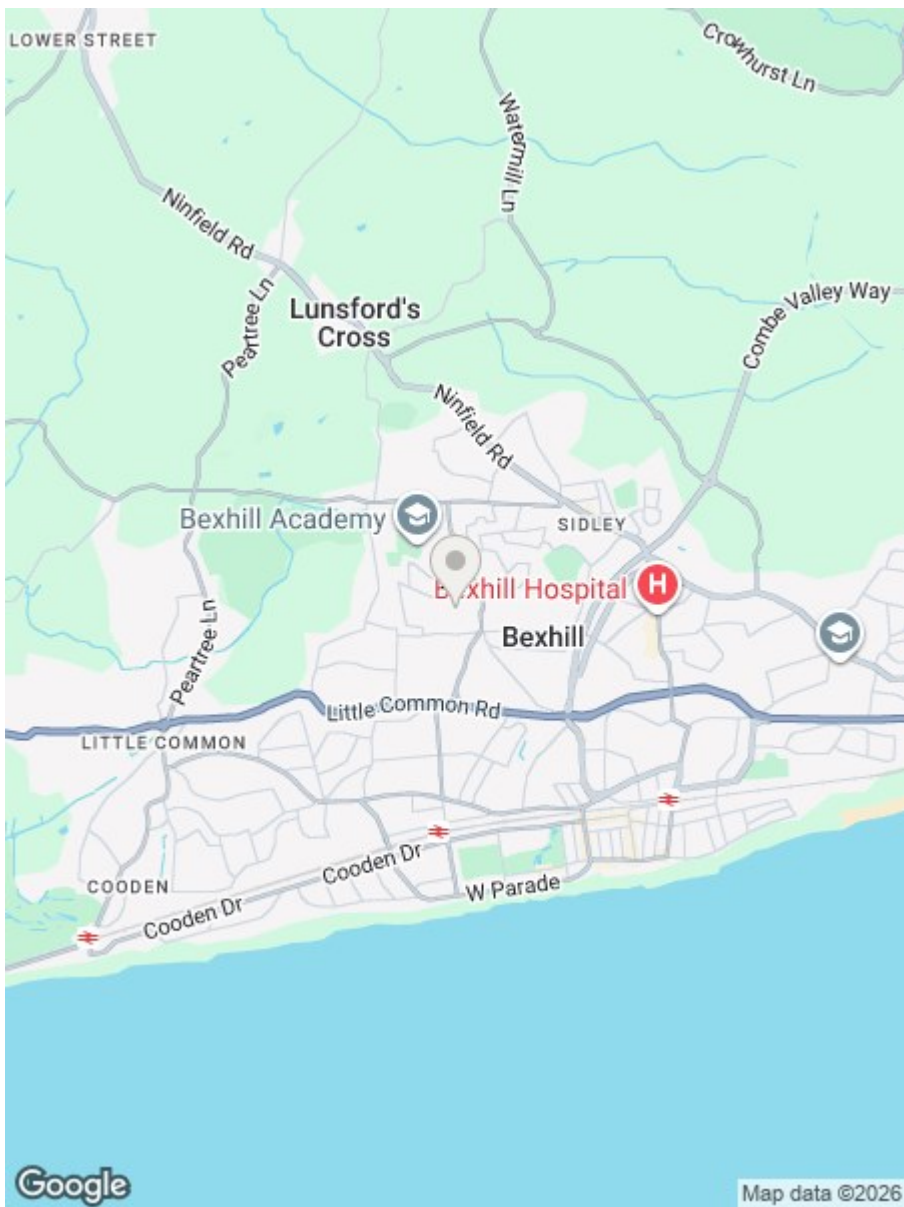 LOWER STREET
Crowhurst Ln
Watermill Ln
Ninfield Rd
Combe Valley Way
Lunsford's
Cross
Peartree Ln
Ninfield Rd
Bexhill Academy
SIDLEY
Bexhill Hospital
H
Bexhill
Peartree Ln
Little Common Rd
LITTLE COMMON
Cooden Dr
W Parade
COODEN
Cooden Dr
Google
Map data ©2026